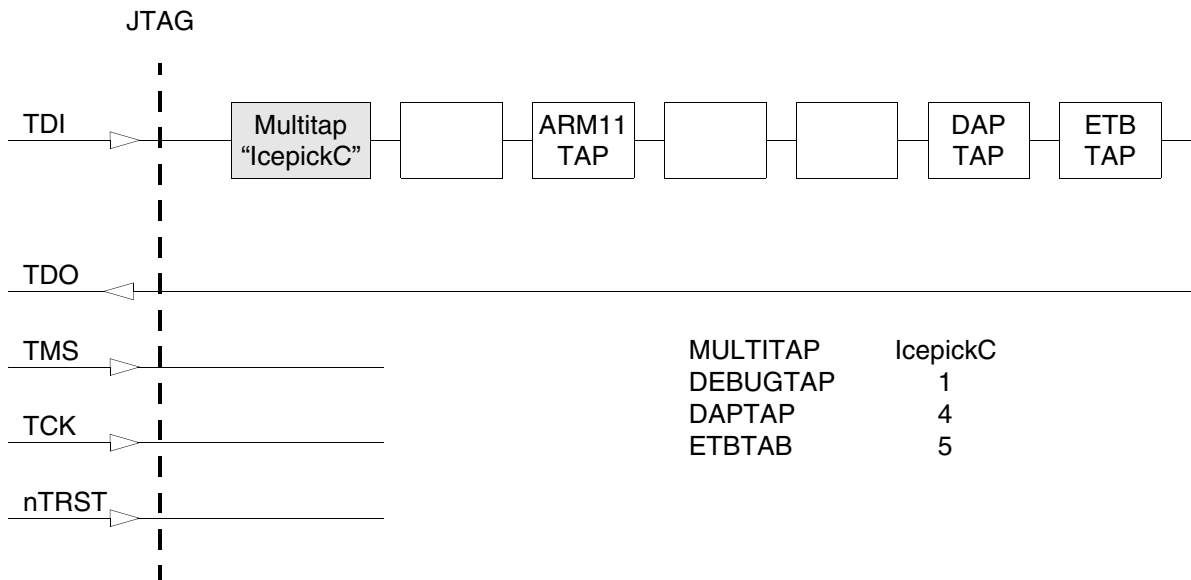 JTAG
TDI
Multitap
“IcepickC”
ARM11
TAP
DAP
TAP
ETB
TAP
TDO
TMS
MULTITAP IcepickC
DEBUGTAP 1
DAPTAP 4
ETBTAB 5
TCK
nTRST